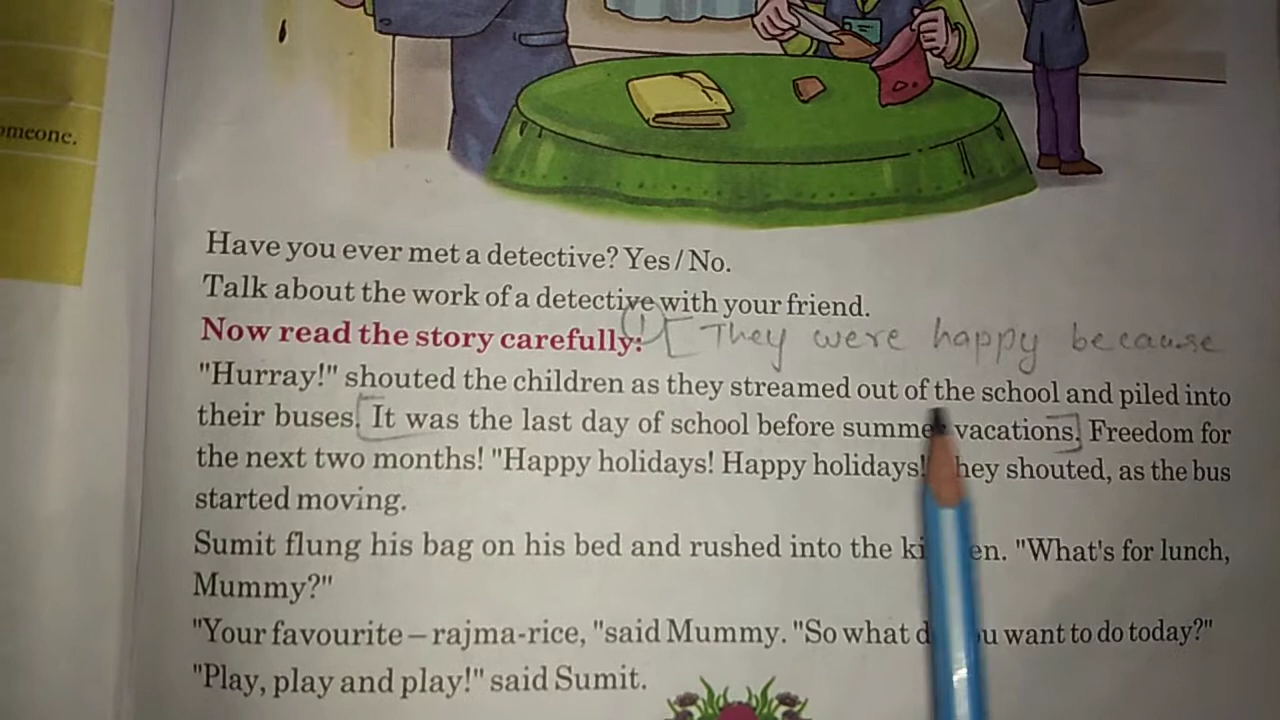 omeone.
Have you ever met a detective? Yes/No.
Talk about the work of a detective with your friend.
Now read the story carefully: (1) [ They were happy because
"Hurray!" shouted the children as they streamed out of the school and piled into
their buses. [It was the last day of school before summer vacations.] Freedom for
the next two months! "Happy holidays! Happy holidays! they shouted, as the bus
started moving.
Sumit flung his bag on his bed and rushed into the kitchen. "What's for lunch,
Mummy?"
"Your favourite – rajma-rice, "said Mummy. "So what do you want to do today?"
"Play, play and play!" said Sumit.